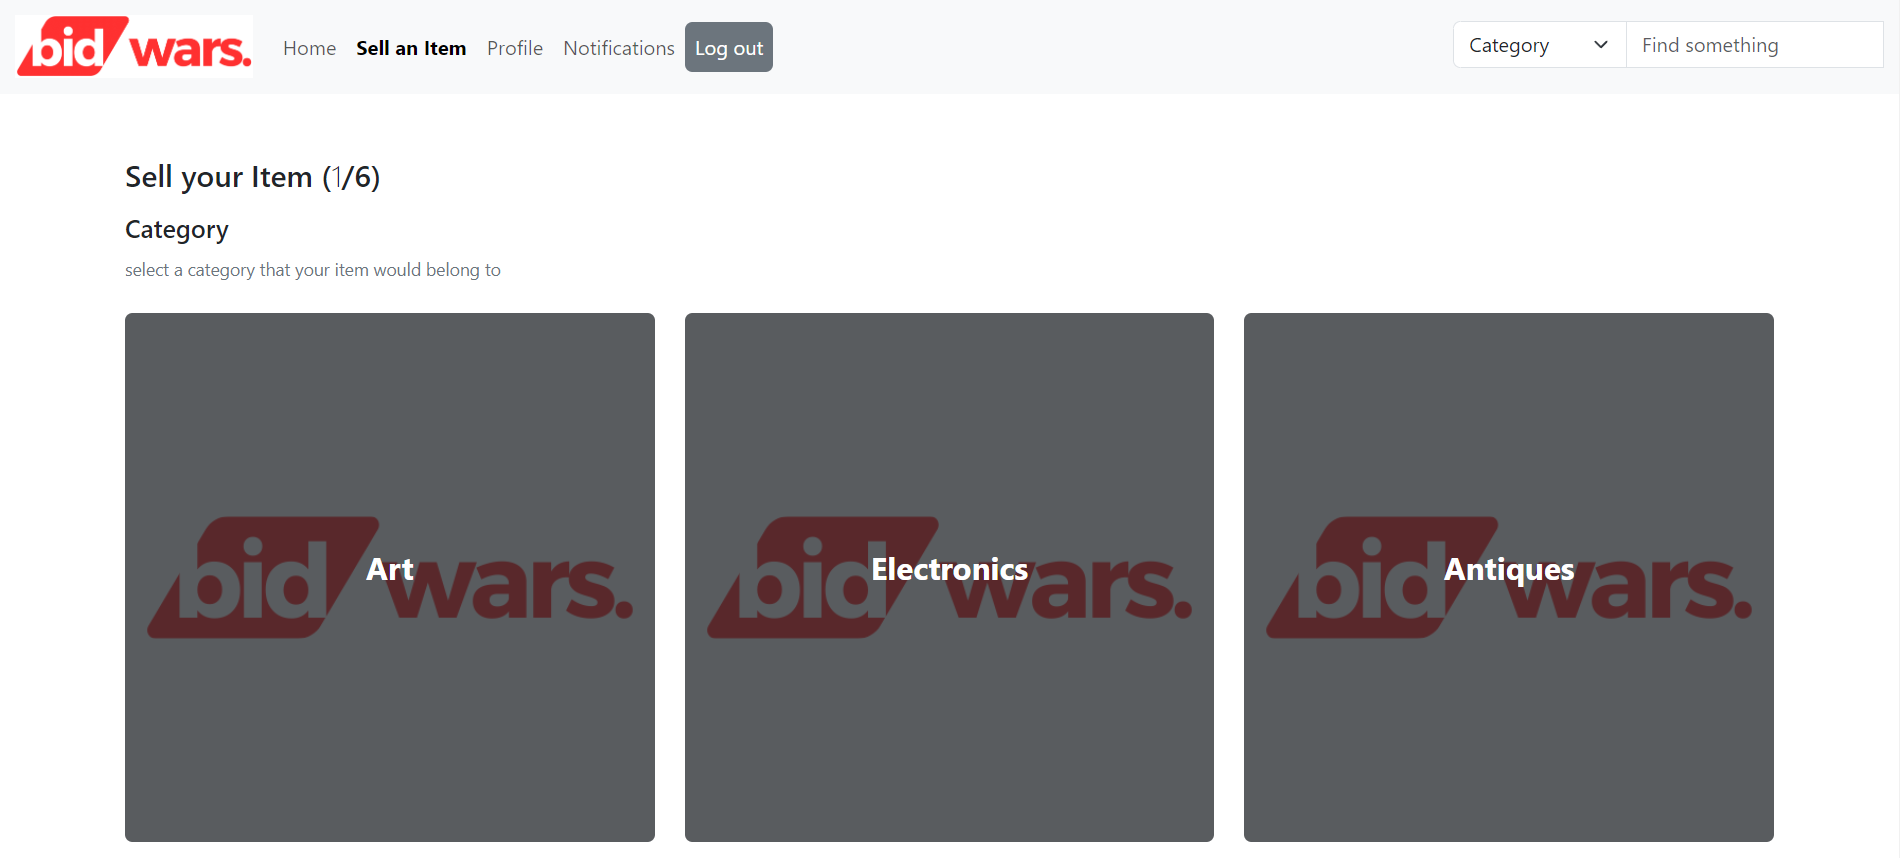 bid wars. Home Sell an Item Profile Notifications Log out Category Find something
Sell your Item (1/6)
Category
select a category that your item would belong to
bid wars. bid wars. bid wars.
Art Electronics Antiques